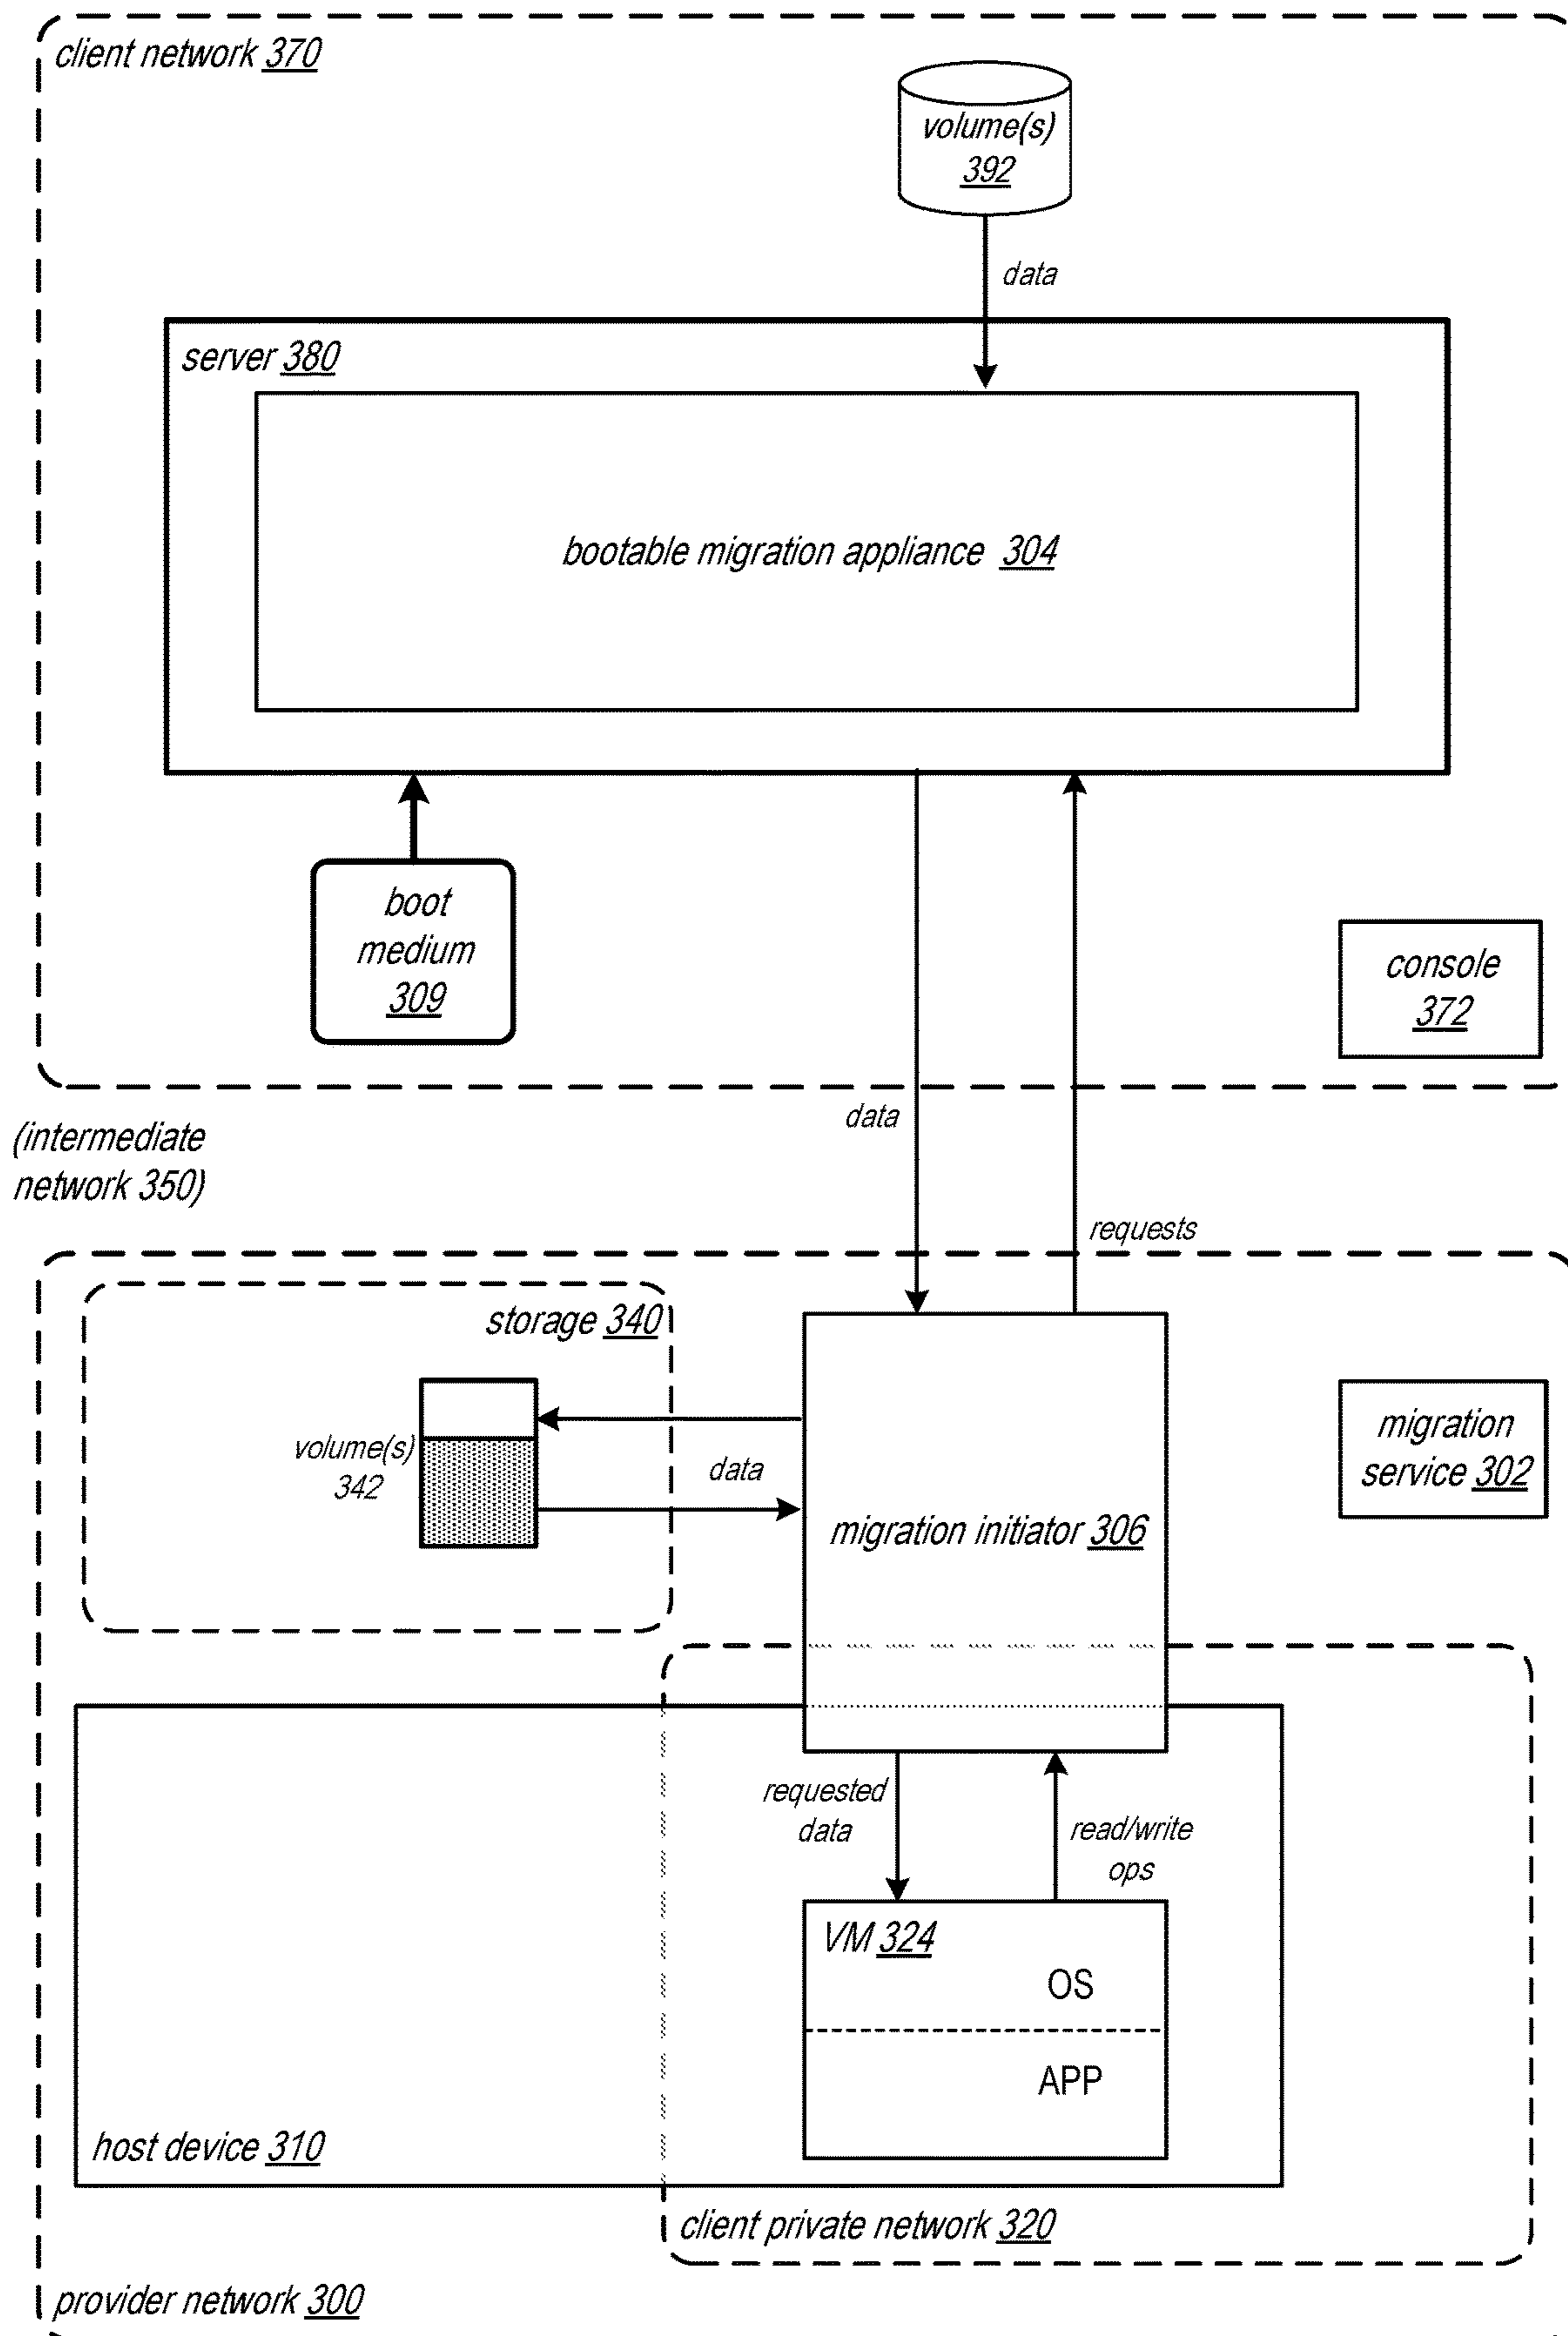 client network 370
volume(s)
392
data
server 380
bootable migration appliance 304
boot
medium
309
console
372
data
(intermediate
network 350)
requests
storage 340
volume(s)
342
data
migration
service 302
migration initiator 306
requested
data
read/write
ops
VM 324
OS
APP
host device 310
client private network 320
provider network 300